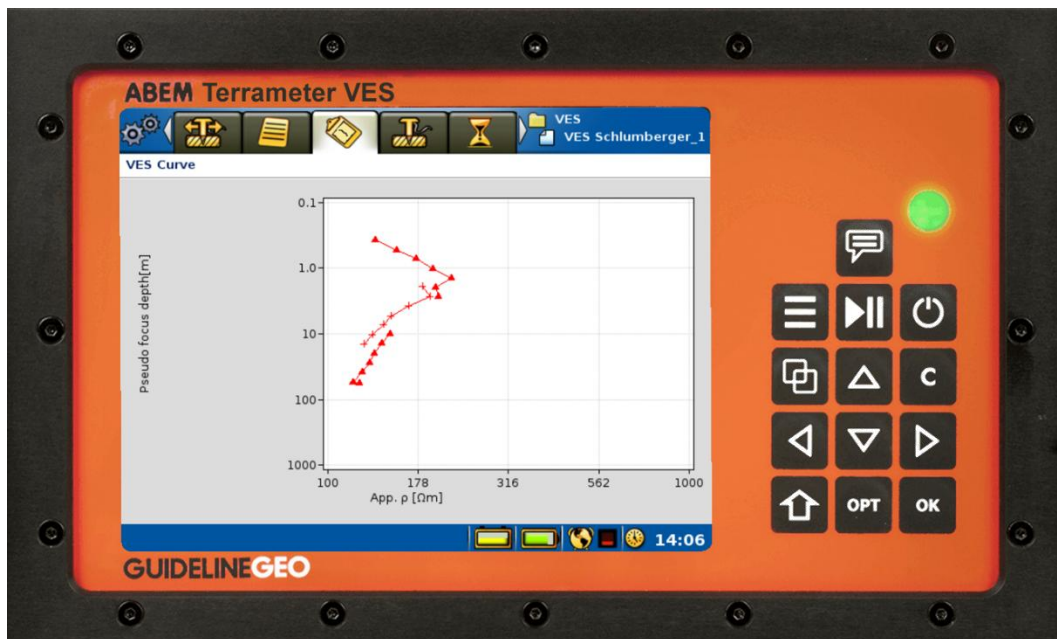 ABEM Terrameter VES
VES
VES Schlumberger_1
VES Curve
0.1
1.0
10
100
1000
Pseudo focus depth[m]
100 178 316 562 1000
App. ρ [Ωm]
14:06
C
OPT
OK
GUIDELINEGEO